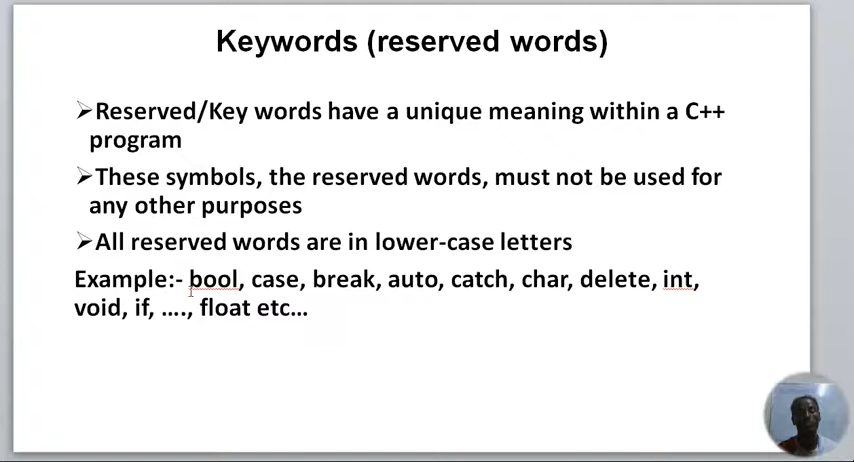 Keywords (reserved words)
➢Reserved/Key words have a unique meaning within a C++
program
➢These symbols, the reserved words, must not be used for
any other purposes
➢All reserved words are in lower-case letters
Example:- bool, case, break, auto, catch, char, delete, int,
void, if, …., float etc…